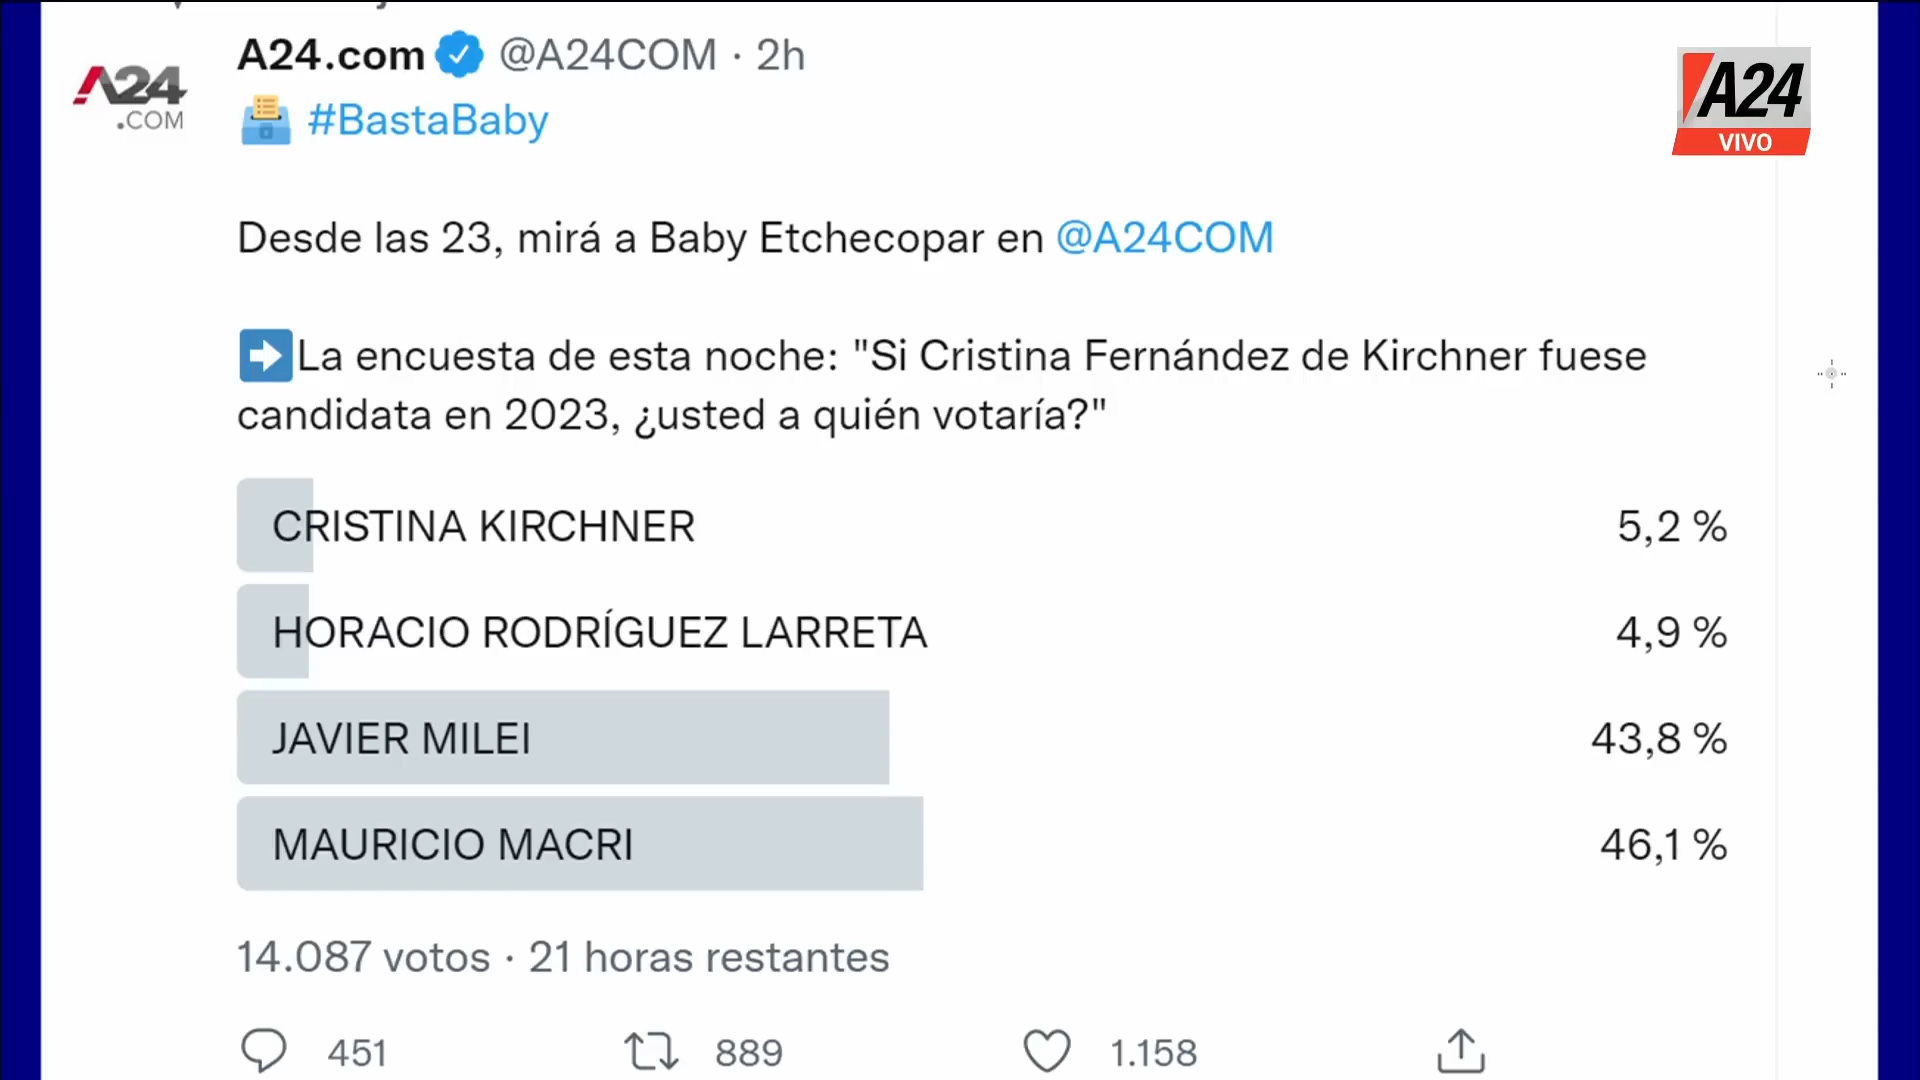 A24.com @A24COM · 2h
A24
.COM
#BastaBaby
A24
VIVO
Desde las 23, mirá a Baby Etchecopar en @A24COM
La encuesta de esta noche: "Si Cristina Fernández de Kirchner fuese
candidata en 2023, ¿usted a quién votaría?"
CRISTINA KIRCHNER 5,2 %
HORACIO RODRÍGUEZ LARRETA 4,9 %
JAVIER MILEI 43,8 %
MAURICIO MACRI 46,1 %
14.087 votos · 21 horas restantes
451 889 1.158